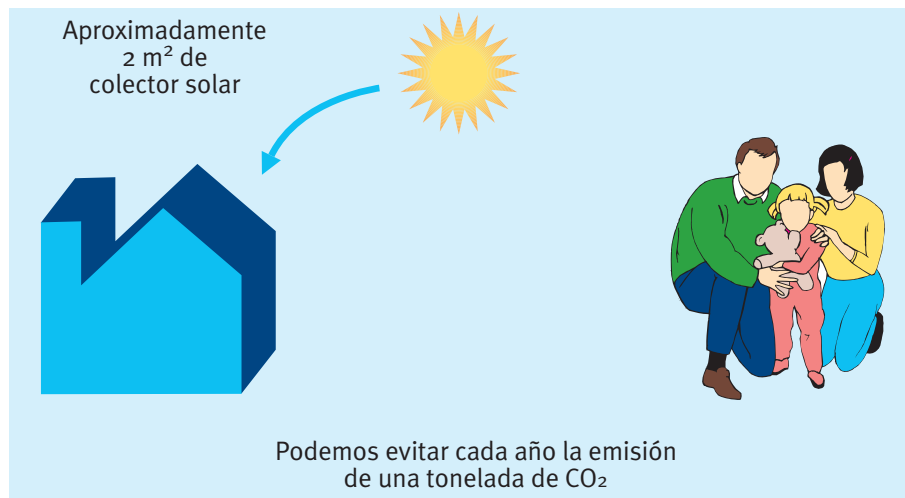 Aproximadamente
2 m² de
colector solar
Podemos evitar cada año la emisión
de una tonelada de CO₂